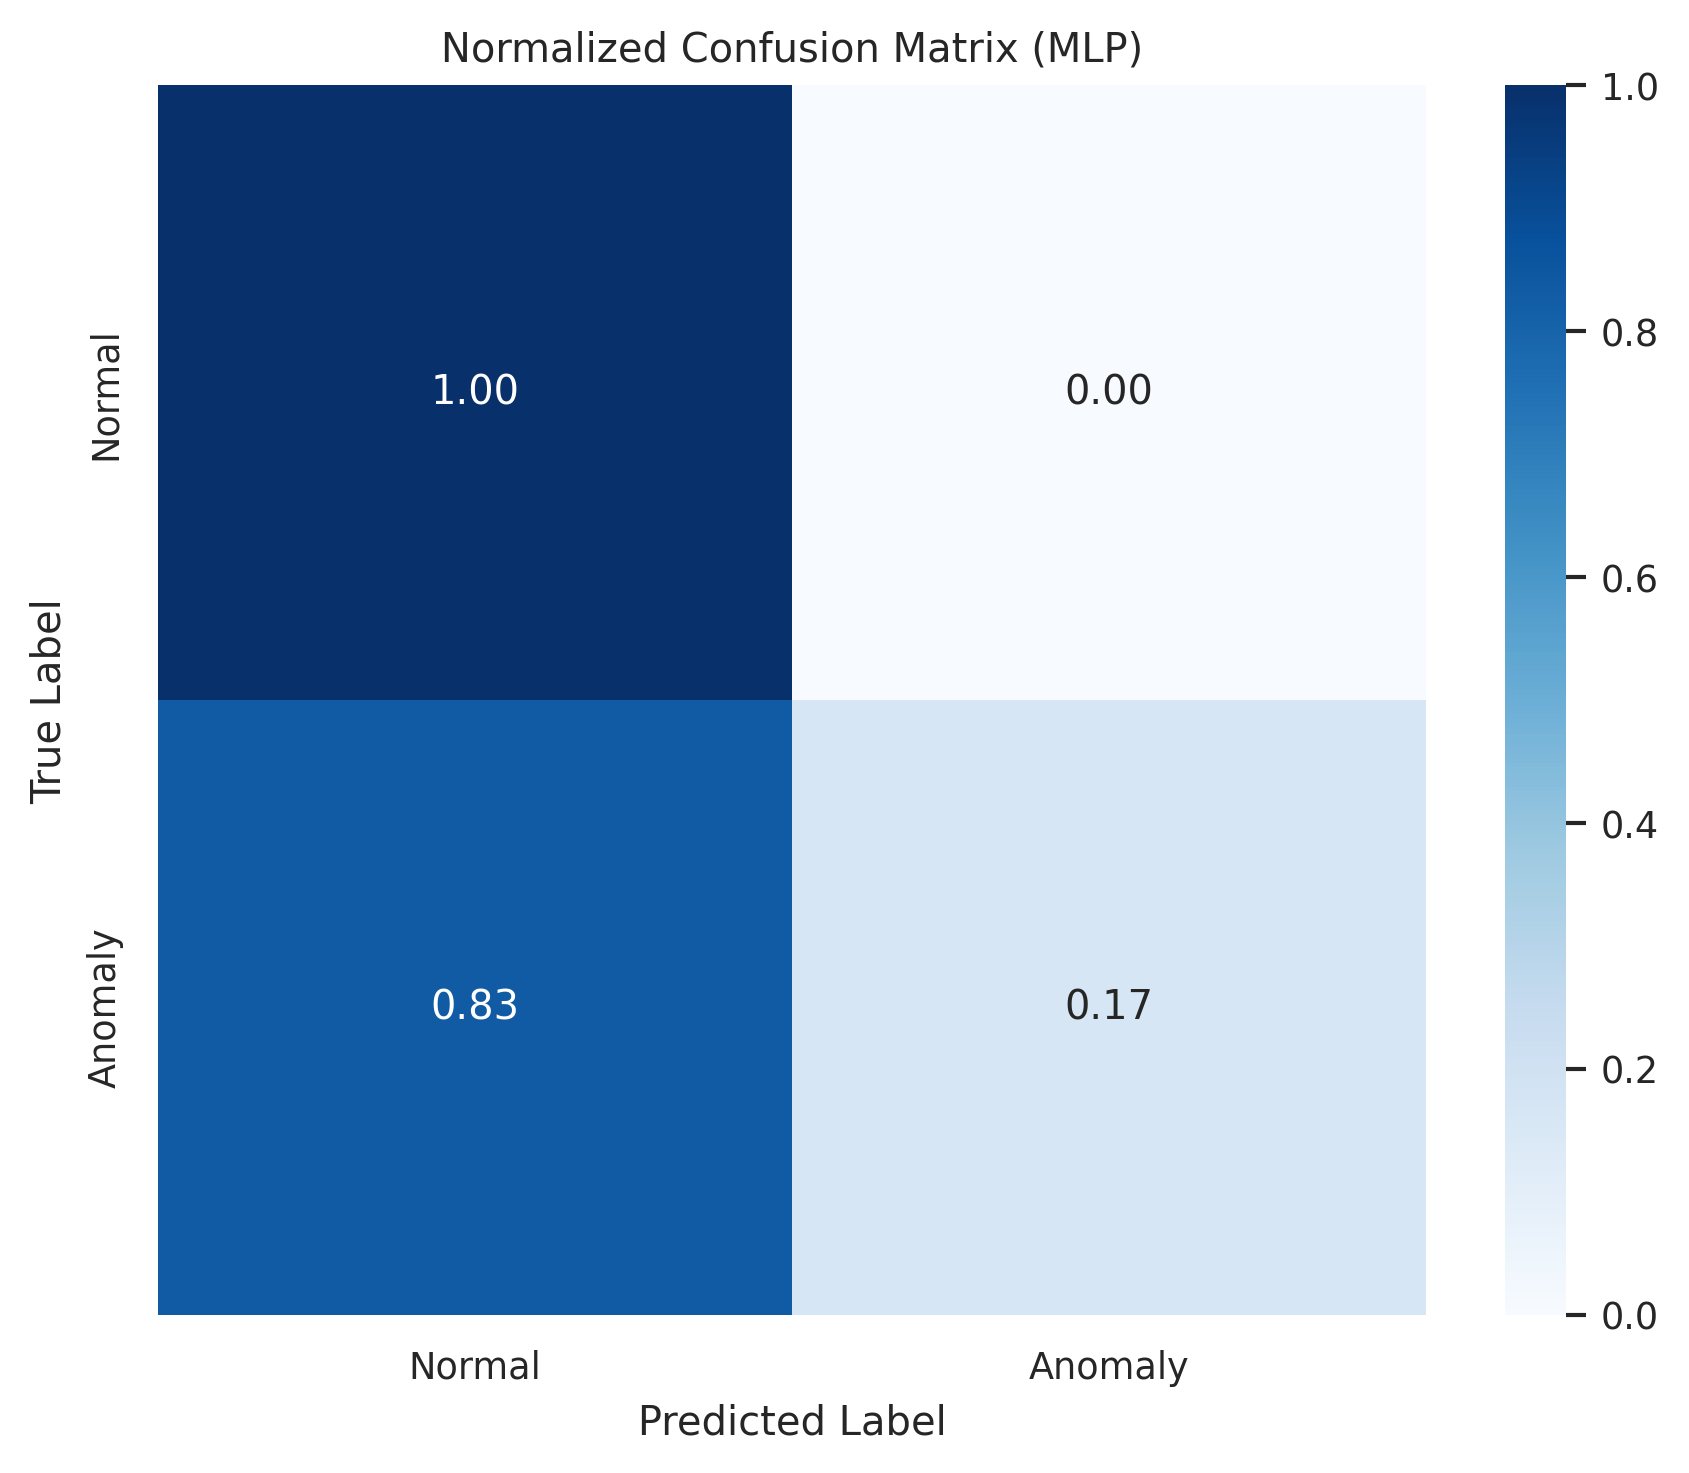 Normalized Confusion Matrix (MLP)
True Label
Normal
1.00
0.00
Anomaly
0.83
0.17
Normal
Anomaly
Predicted Label
1.0
0.8
0.6
0.4
0.2
0.0